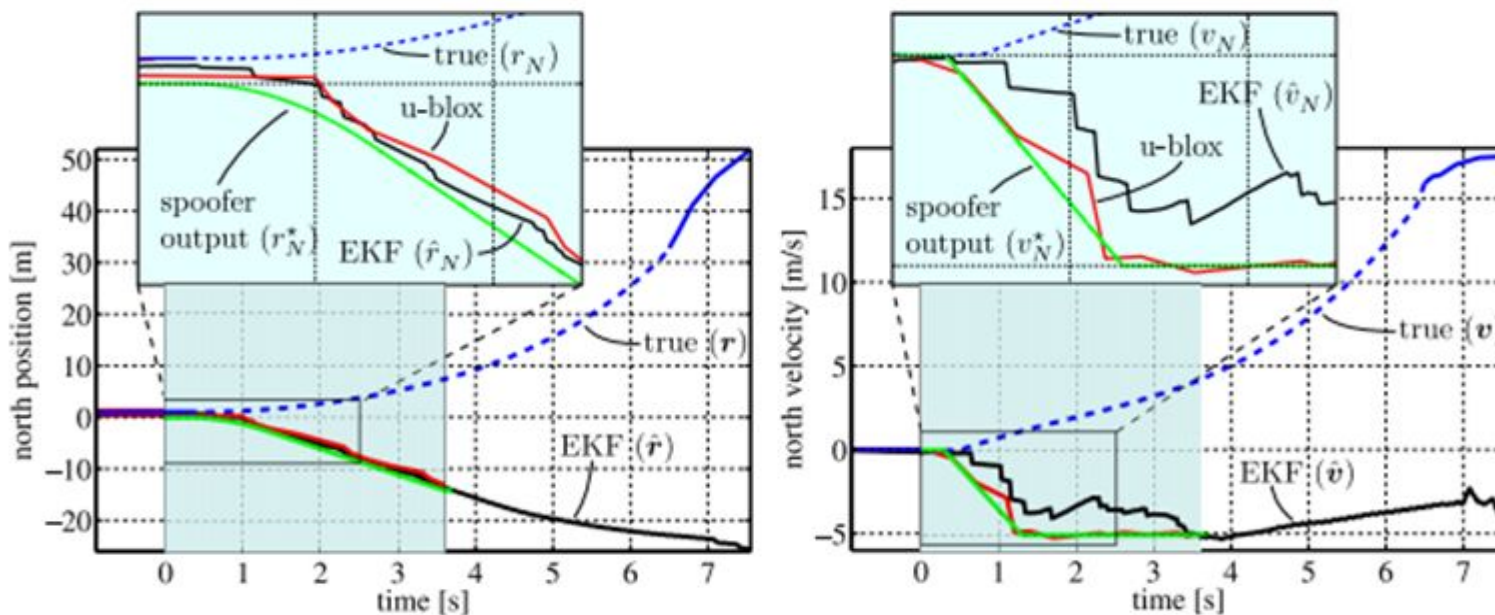 true (r_N)
u-blox
spoofer
output (r_N^⋆)
EKF (r̂_N)
50
40
30
20
10
0
−10
−20
north position [m]
true (r)
EKF (r̂)
0 1 2 3 4 5 6 7
time [s]
true (v_N)
EKF (v̂_N)
u-blox
spoofer
output (v_N^⋆)
15
10
5
0
−5
north velocity [m/s]
true (v
EKF (v̂)
0 1 2 3 4 5 6 7
time [s]